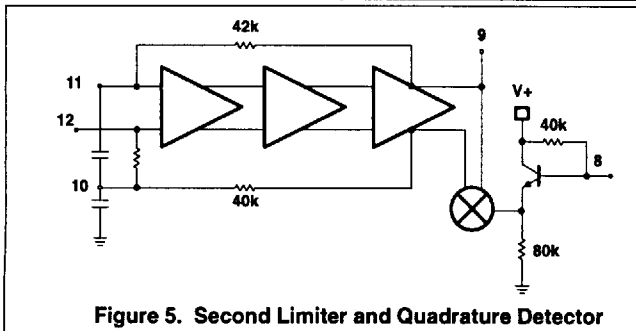 42k
9
11
V+
12
40k
8
10
40k
80k
Figure 5. Second Limiter and Quadrature Detector